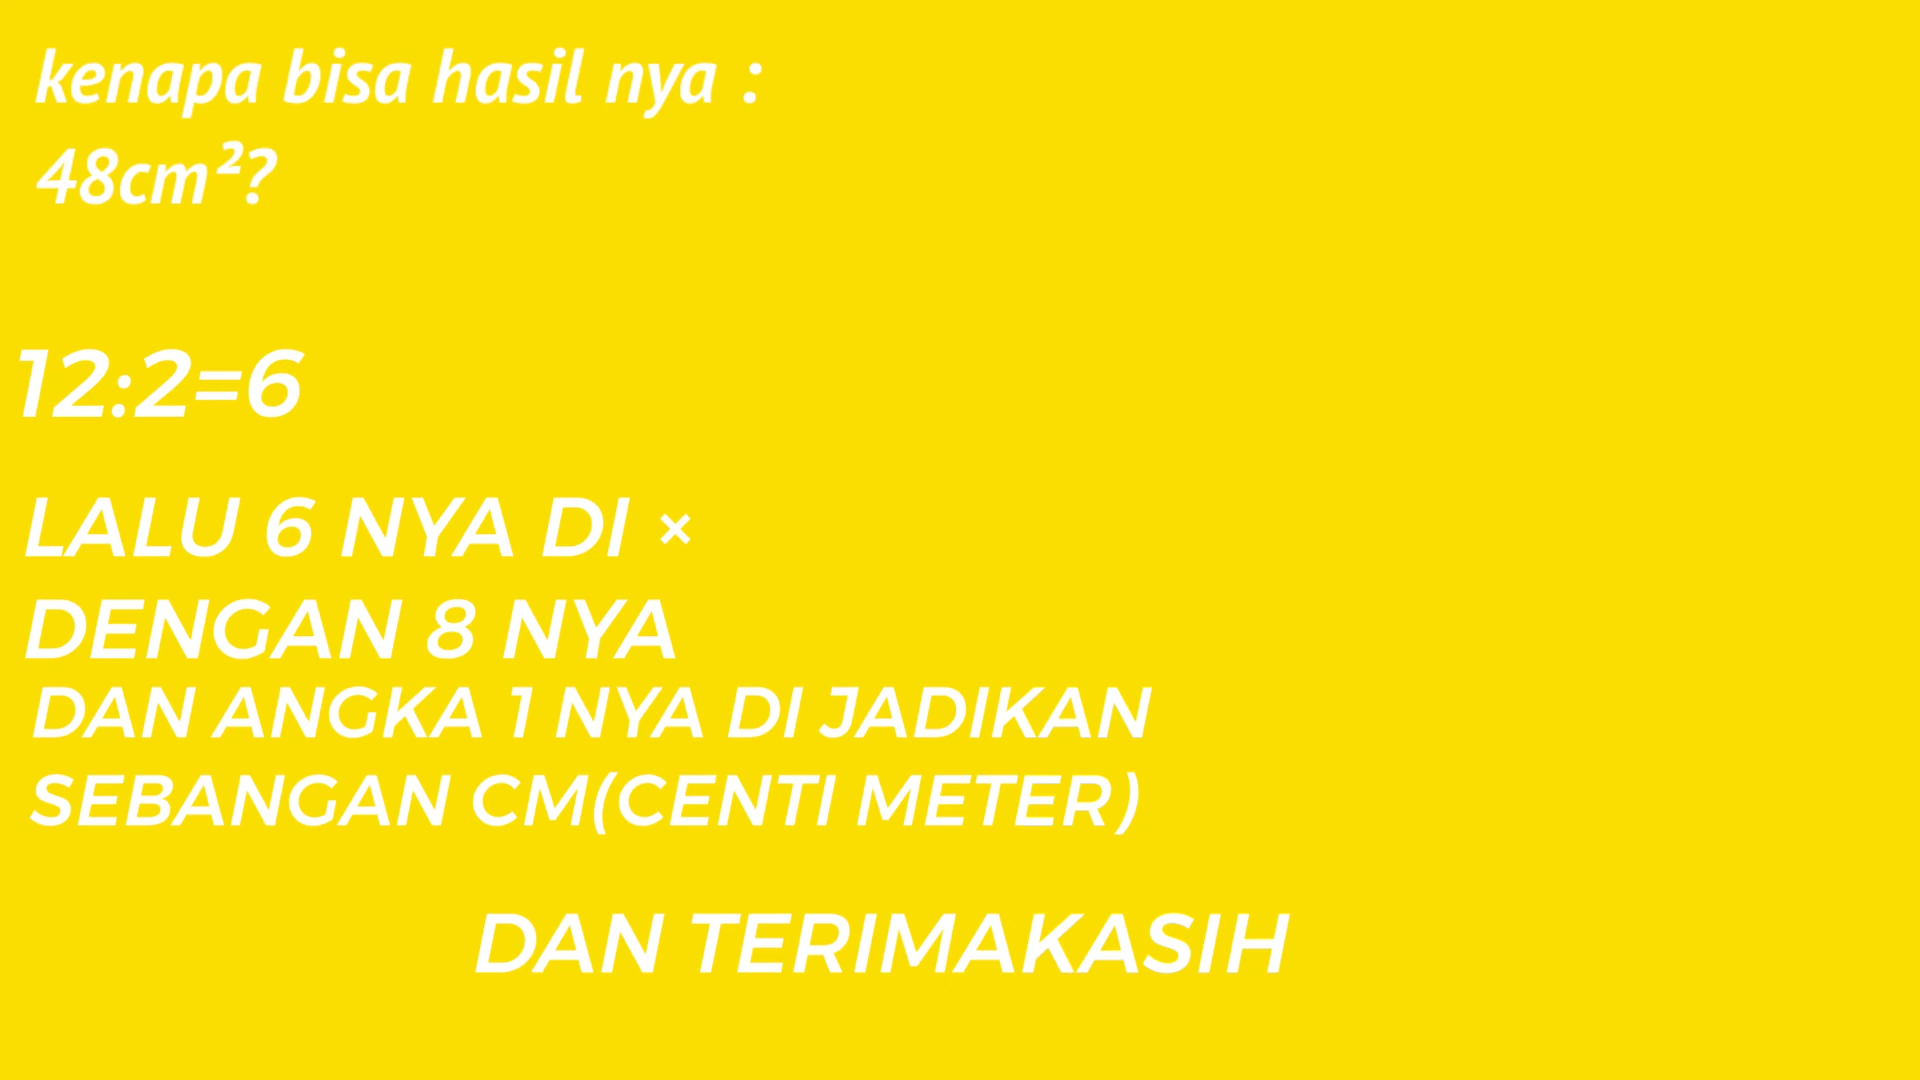 kenapa bisa hasil nya :
48cm²?
12:2=6
LALU 6 NYA DI ×
DENGAN 8 NYA
DAN ANGKA 1 NYA DI JADIKAN
SEBANGAN CM(CENTI METER)
DAN TERIMAKASIH